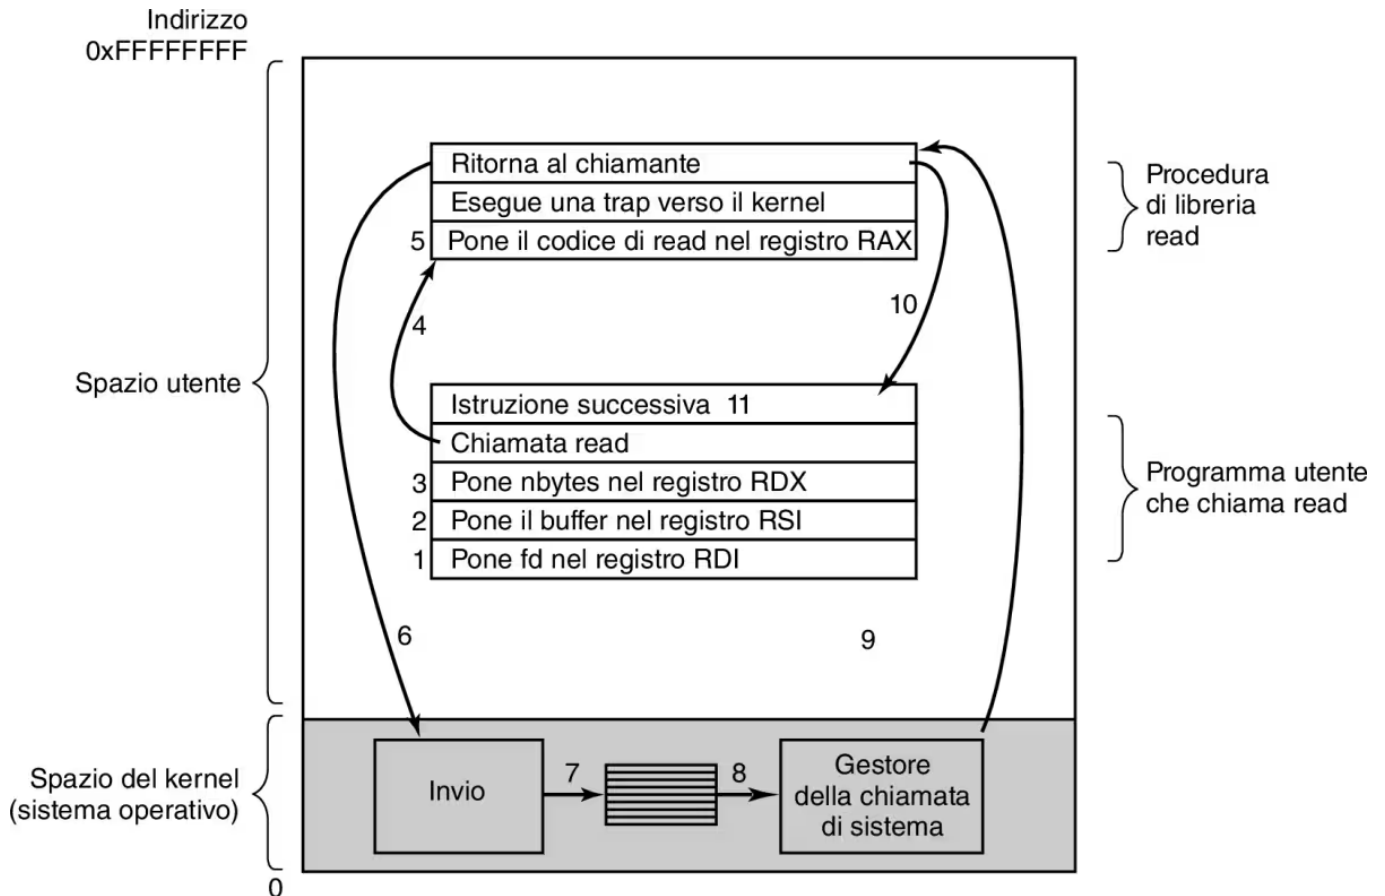 Indirizzo
0xFFFFFFFF
Ritorna al chiamante
Esegue una trap verso il kernel
5 Pone il codice di read nel registro RAX
Procedura
di libreria
read
4
10
Spazio utente
Istruzione successiva 11
Chiamata read
3 Pone nbytes nel registro RDX
2 Pone il buffer nel registro RSI
1 Pone fd nel registro RDI
Programma utente
che chiama read
6
9
Spazio del kernel
(sistema operativo)
Invio
7
8
Gestore
della chiamata
di sistema
0